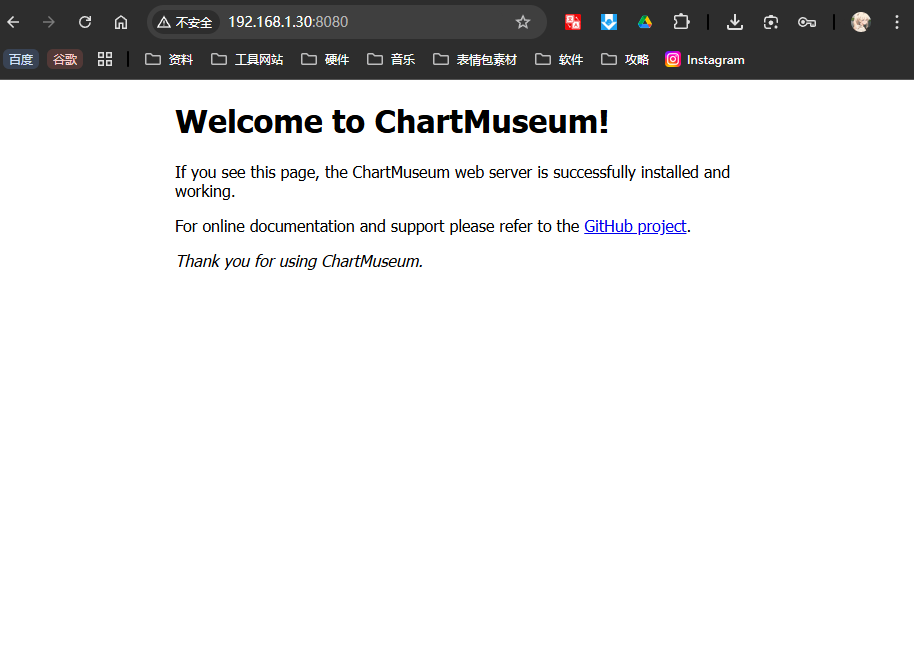 不安全 192.168.1.30:8080
百度 谷歌 资料 工具网站 硬件 音乐 表情包素材 软件 攻略 Instagram
Welcome to ChartMuseum!
If you see this page, the ChartMuseum web server is successfully installed and
working.
For online documentation and support please refer to the GitHub project.
Thank you for using ChartMuseum.